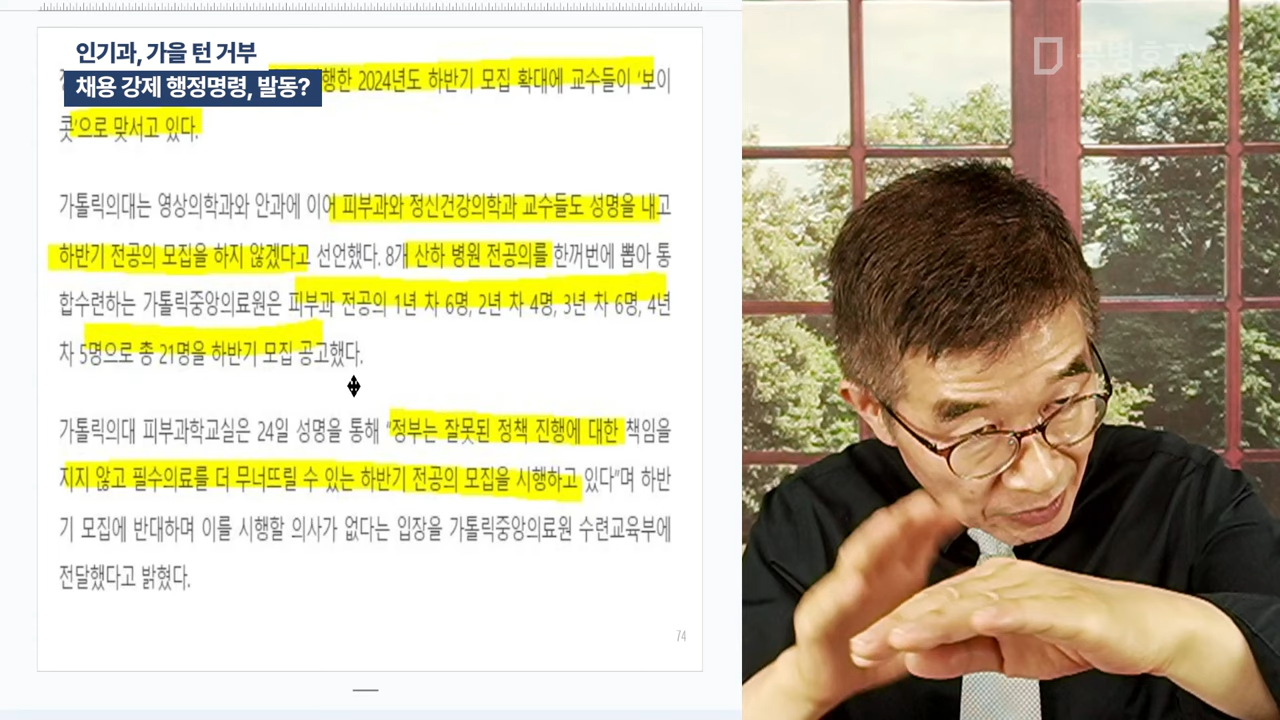 인기과, 가을 턴 거부
채용 강제 행정명령, 발동?
행한 2024년도 하반기 모집 확대에 교수들이 ‘보이
콧’으로 맞서고 있다.
가톨릭의대는 영상의학과와 안과에 이어 피부과와 정신건강의학과 교수들도 성명을 내고
하반기 전공의 모집을 하지 않겠다고 선언했다. 8개 산하 병원 전공의를 한꺼번에 뽑아 통
합수련하는 가톨릭중앙의료원은 피부과 전공의 1년 차 6명, 2년 차 4명, 3년 차 6명, 4년
차 5명으로 총 21명을 하반기 모집 공고했다.
가톨릭의대 피부과학교실은 24일 성명을 통해 “정부는 잘못된 정책 진행에 대한 책임을
지지 않고 필수의료를 더 무너뜨릴 수 있는 하반기 전공의 모집을 시행하고 있다”며 하반
기 모집에 반대하며 이를 시행할 의사가 없다는 입장을 가톨릭중앙의료원 수련교육부에
전달했다고 밝혔다.
74